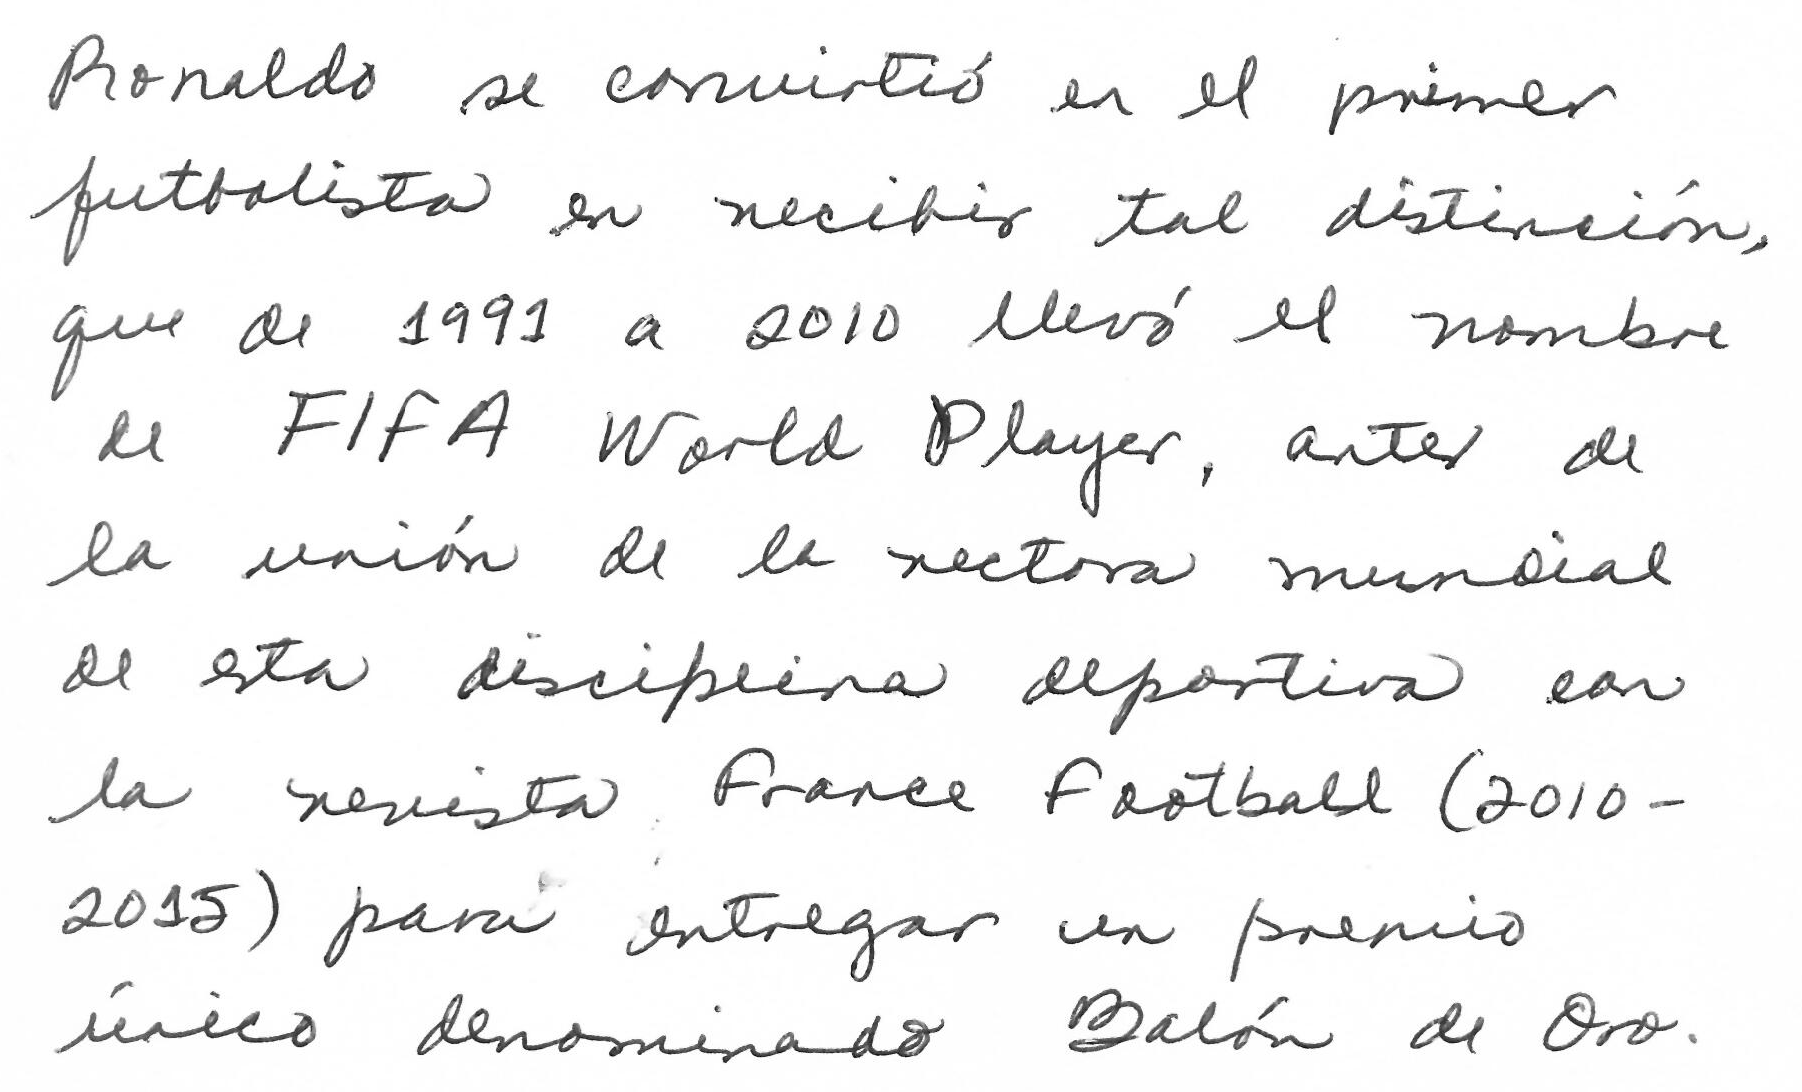 Ronaldo se convirtió en el primer
futbolista en recibir tal distinción,
que de 1991 a 2010 llevó el nombre
de FIFA World Player, antes de
la unión de la rectora mundial
de esta disciplina deportiva con
la revista France Football (2010-
2015) para entregar un premio
único denominado Balón de Oro.